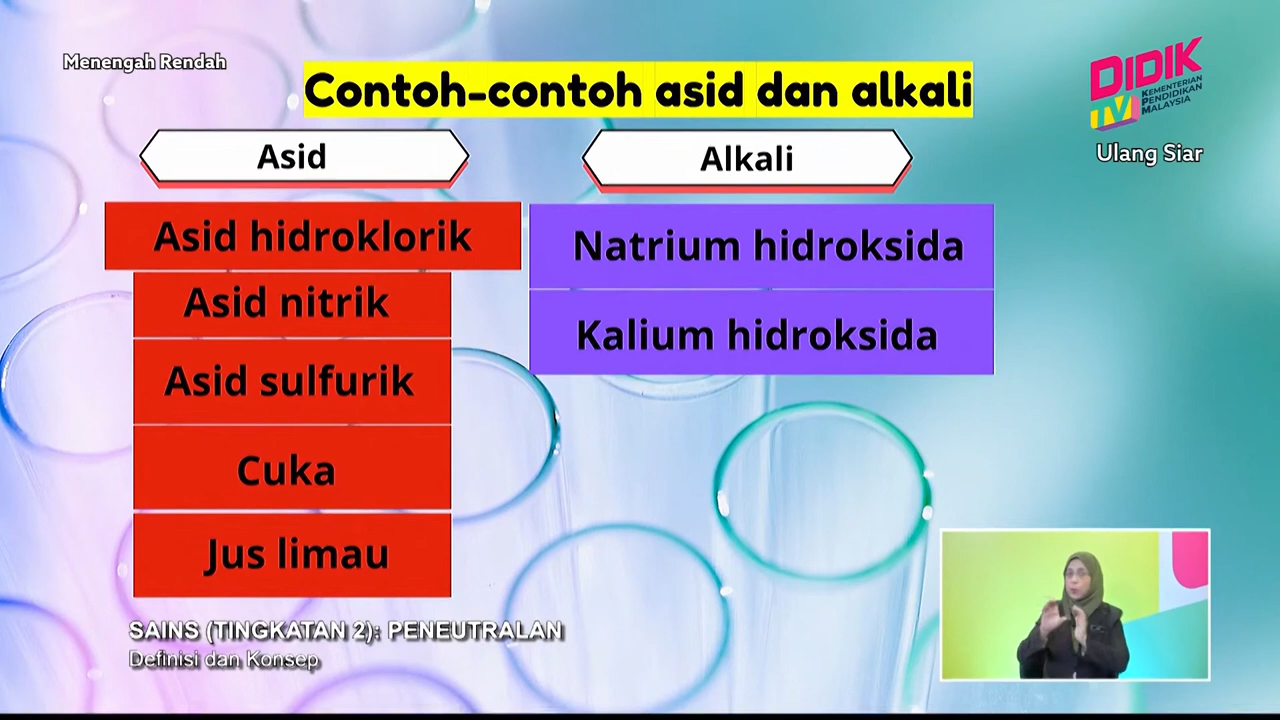 Menengah Rendah
Contoh-contoh asid dan alkali
DIDIK
TV
KEMENTERIAN
PENDIDIKAN
MALAYSIA
Ulang Siar
Asid
Alkali
Asid hidroklorik
Natrium hidroksida
Asid nitrik
Kalium hidroksida
Asid sulfurik
Cuka
Jus limau
SAINS (TINGKATAN 2): PENEUTRALAN
Definisi dan Konsep